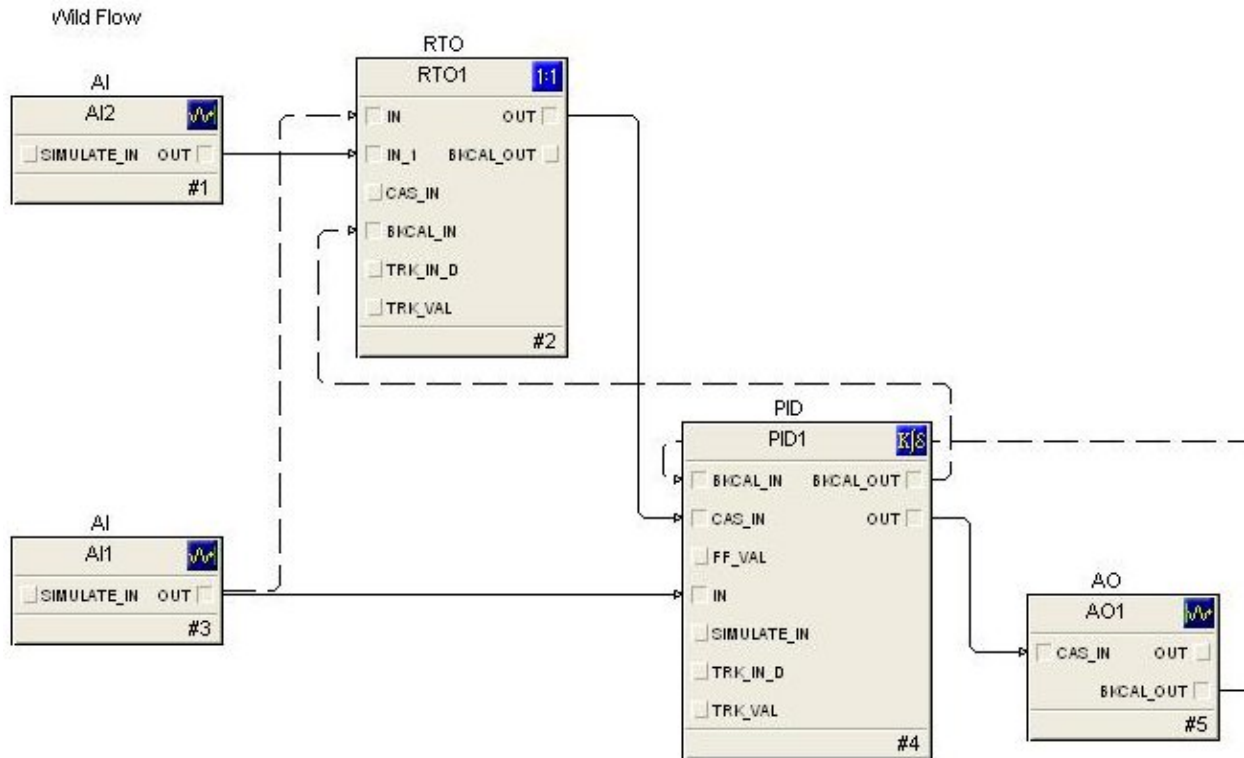 Wild Flow
AI
AI2
SIMULATE_IN OUT
#1
RTO
RTO1
1:1
IN OUT
IN_1 BKCAL_OUT
CAS_IN
BKCAL_IN
TRK_IN_D
TRK_VAL
#2
AI
AI1
SIMULATE_IN OUT
#3
PID
PID1
K∫δ
BKCAL_IN BKCAL_OUT
CAS_IN OUT
FF_VAL
IN
SIMULATE_IN
TRK_IN_D
TRK_VAL
#4
AO
AO1
CAS_IN OUT
BKCAL_OUT
#5